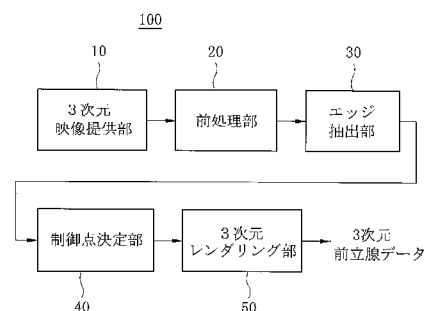 100
10
20
30
3次元
映像提供部
前処理部
エッジ
抽出部
制御点決定部
3次元
レンダリング部
3次元
前立腺データ
40
50